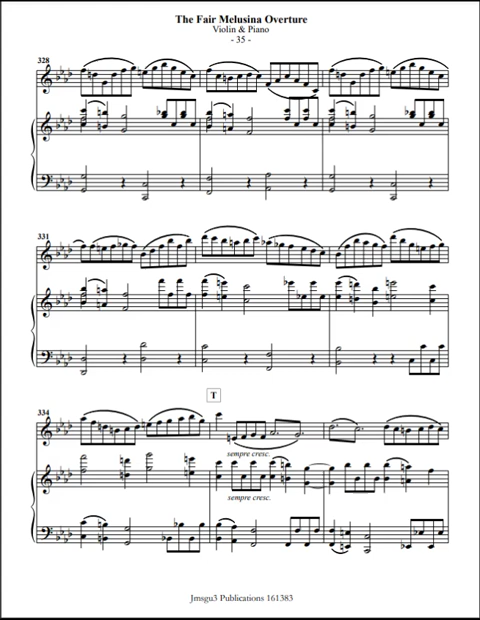 The Fair Melusina Overture
Violin & Piano
- 35 -
328
331
334
T
sempre cresc.
sempre cresc.
Jmsgu3 Publications 161383